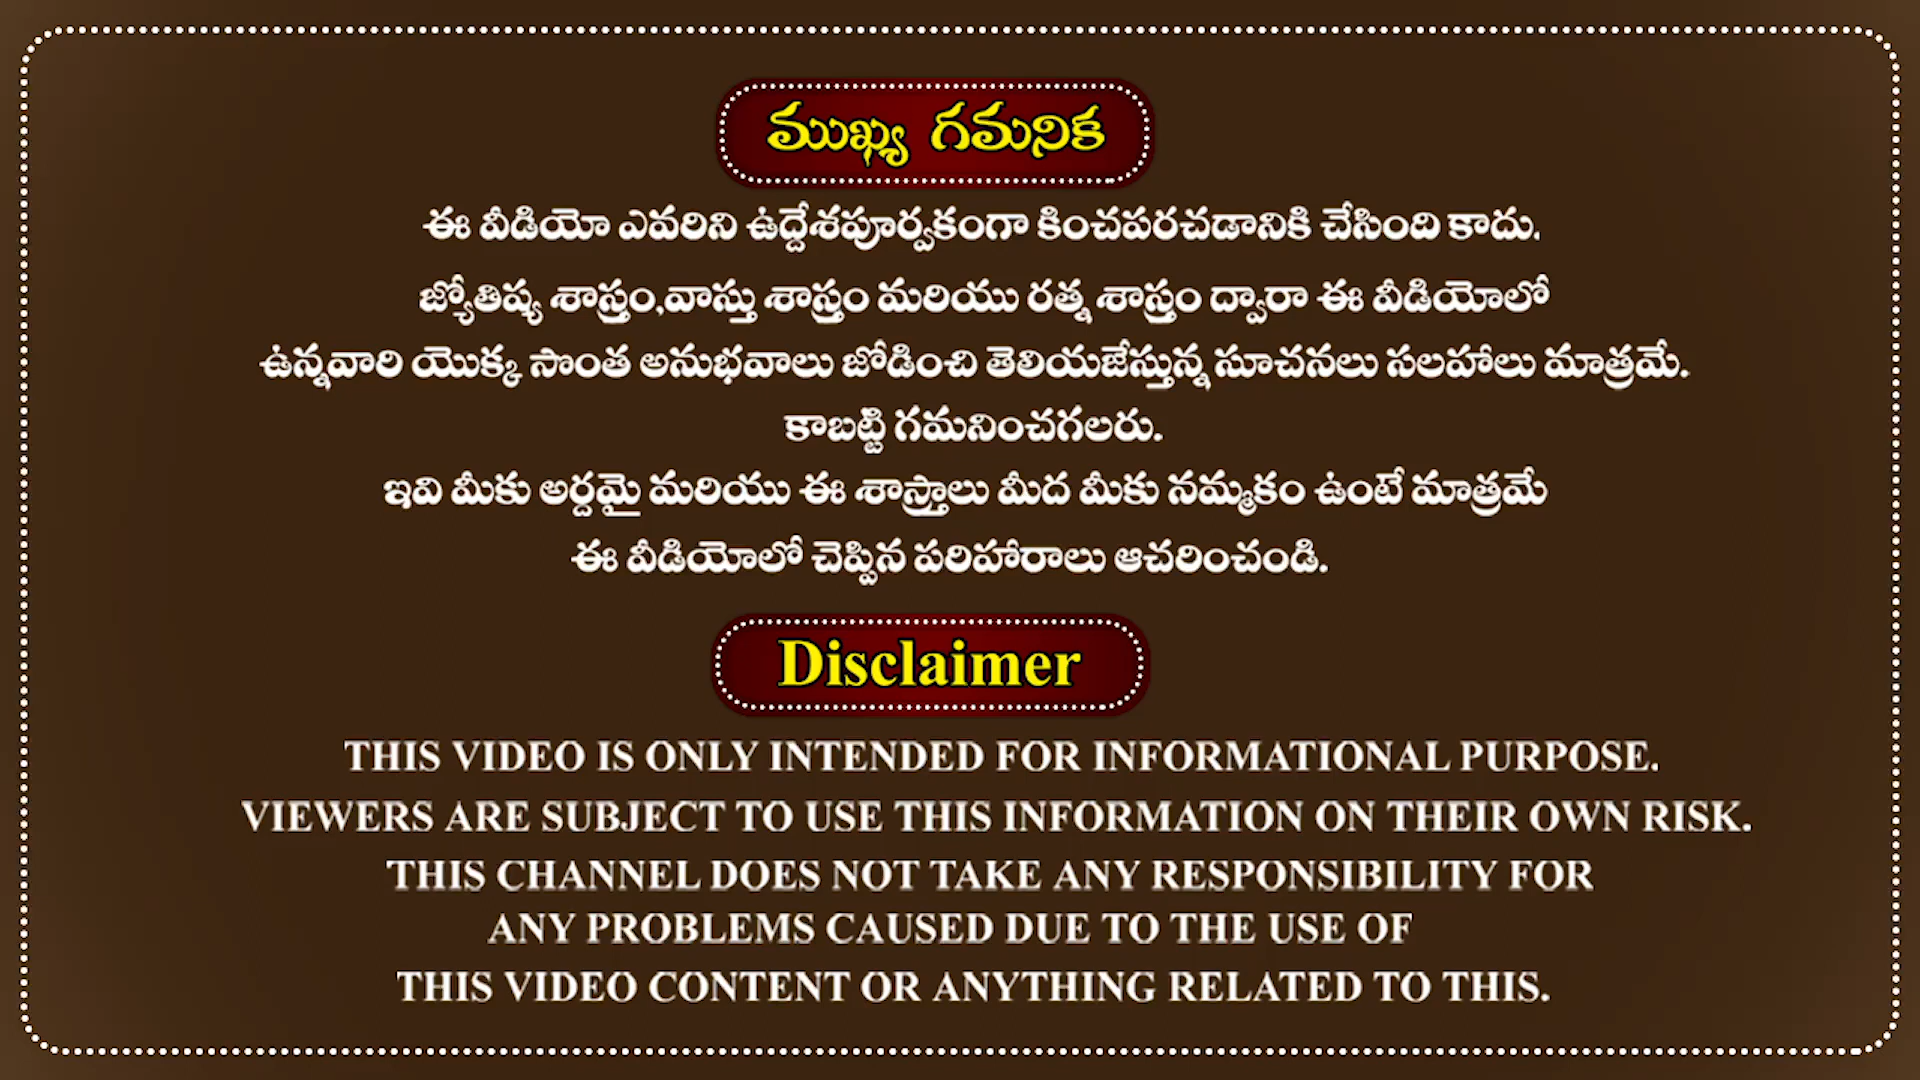 ముఖ్య గమనిక
ఈ వీడియో ఎవరిని ఉద్దేశపూర్వకంగా కించపరచడానికి చేసింది కాదు.
జ్యోతిష్య శాస్త్రం,వాస్తు శాస్త్రం మరియు రత్న శాస్త్రం ద్వారా ఈ వీడియోలో
ఉన్నవారి యొక్క సొంత అనుభవాలు జోడించి తెలియజేస్తున్న సూచనలు సలహాలు మాత్రమే.
కాబట్టి గమనించగలరు.
ఇవి మీకు అర్దమై మరియు ఈ శాస్త్రాలు మీద మీకు నమ్మకం ఉంటే మాత్రమే
ఈ వీడియోలో చెప్పిన పరిహారాలు ఆచరించండి.
Disclaimer
THIS VIDEO IS ONLY INTENDED FOR INFORMATIONAL PURPOSE.
VIEWERS ARE SUBJECT TO USE THIS INFORMATION ON THEIR OWN RISK.
THIS CHANNEL DOES NOT TAKE ANY RESPONSIBILITY FOR
ANY PROBLEMS CAUSED DUE TO THE USE OF
THIS VIDEO CONTENT OR ANYTHING RELATED TO THIS.